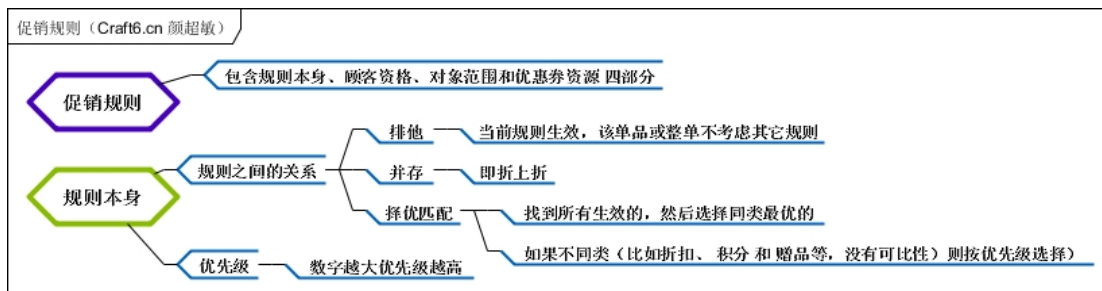 促销规则（Craft6.cn 颜超敏）
包含规则本身、顾客资格、对象范围和优惠券资源 四部分
促销规则
排他
当前规则生效，该单品或整单不考虑其它规则
规则之间的关系
并存
即折上折
规则本身
择优匹配
找到所有生效的，然后选择同类最优的
如果不同类（比如折扣、 积分 和 赠品等，没有可比性）则按优先级选择）
优先级
数字越大优先级越高